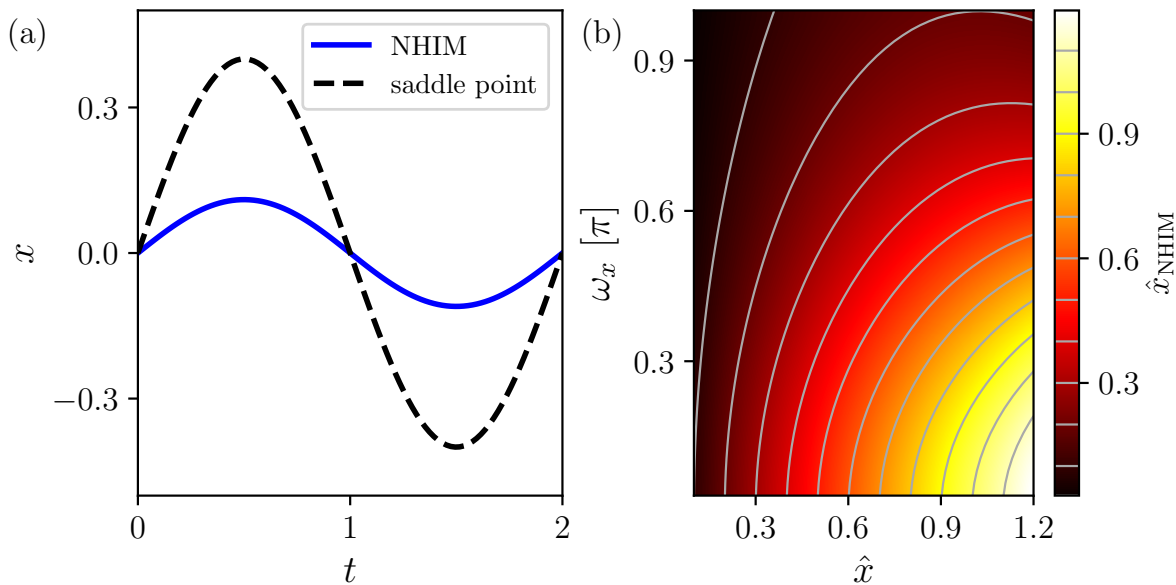 (a)
NHIM
saddle point
0.3
0.0
−0.3
x
0
1
2
t
(b)
0.9
0.6
0.3
ω_x [π]
0.3
0.6
0.9
1.2
x̂
0.9
0.6
0.3
x̂_NHIM